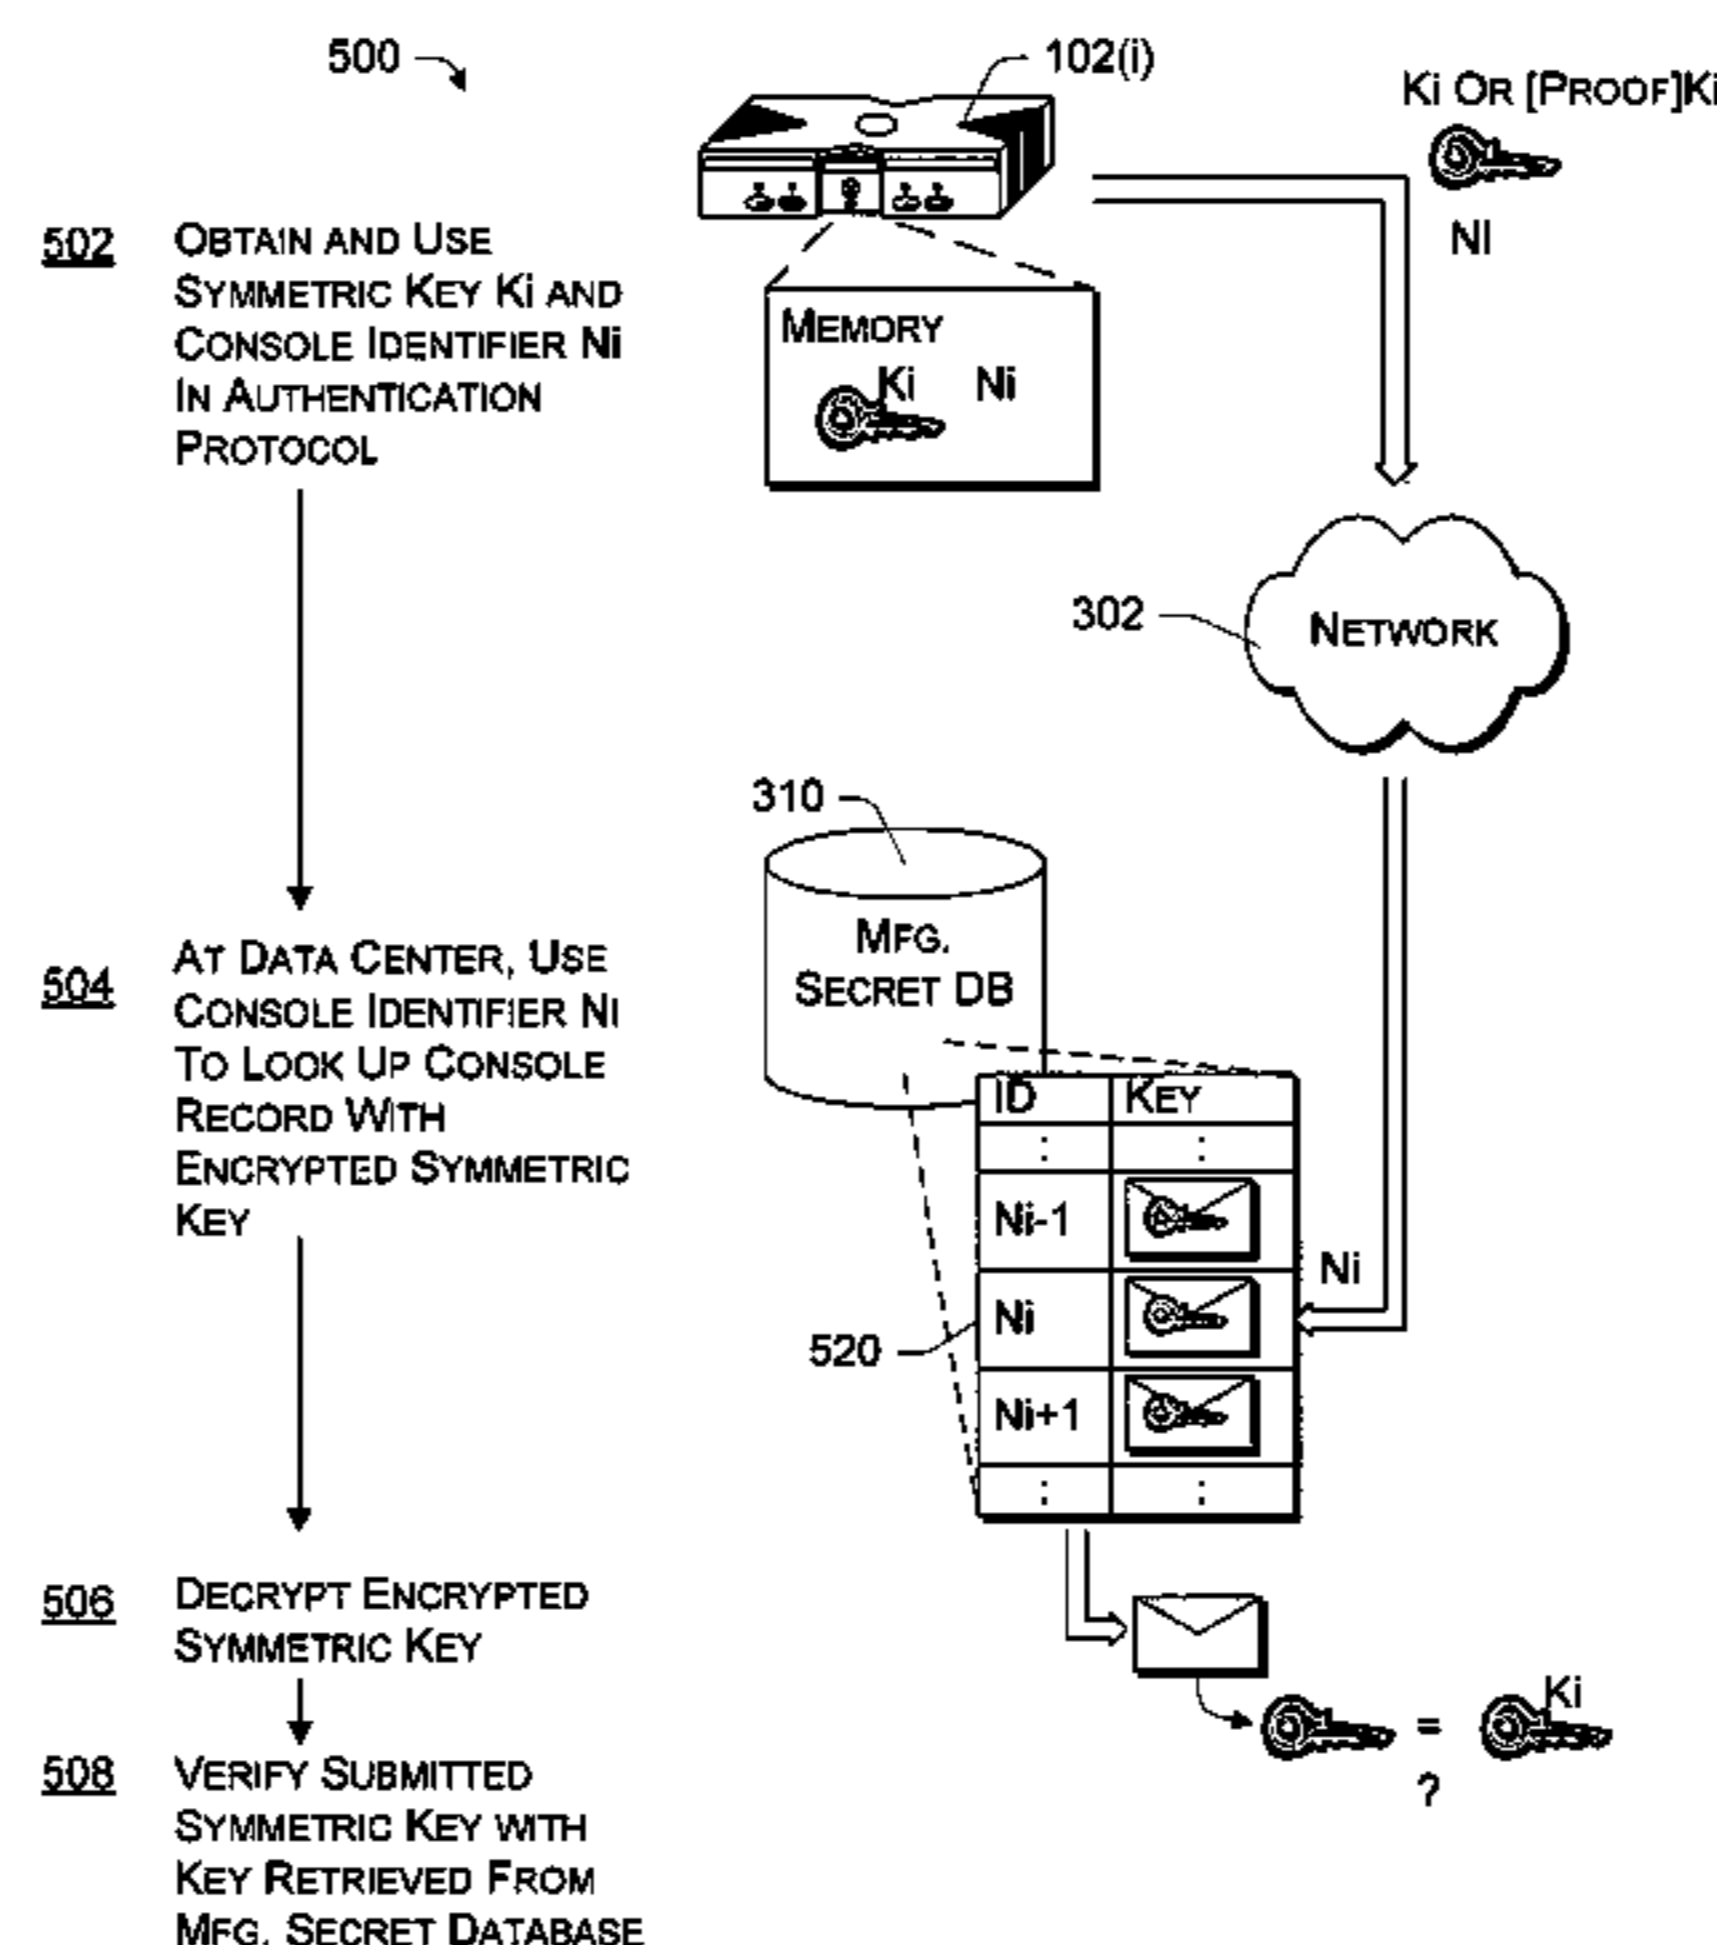 500
102(i)
Ki OR [PROOF]Ki
NI
502 OBTAIN AND USE
SYMMETRIC KEY Ki AND
CONSOLE IDENTIFIER Ni
IN AUTHENTICATION
PROTOCOL
MEMORY
Ki Ni
302
NETWORK
310
MFG.
SECRET DB
504 AT DATA CENTER, USE
CONSOLE IDENTIFIER NI
TO LOOK UP CONSOLE
RECORD WITH
ENCRYPTED SYMMETRIC
KEY
ID KEY
: :
Ni-1
Ni
Ni+1
: :
Ni
520
506 DECRYPT ENCRYPTED
SYMMETRIC KEY
Ki
=
?
508 VERIFY SUBMITTED
SYMMETRIC KEY WITH
KEY RETRIEVED FROM
MFG. SECRET DATABASE